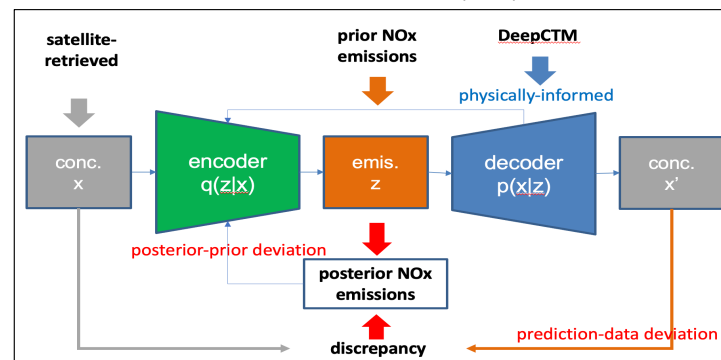 satellite-
retrieved
prior NOx
emissions
DeepCTM
physically-informed
conc.
x
encoder
q(z|x)
emis.
z
decoder
p(x|z)
conc.
x’
posterior-prior deviation
posterior NOx
emissions
prediction-data deviation
discrepancy